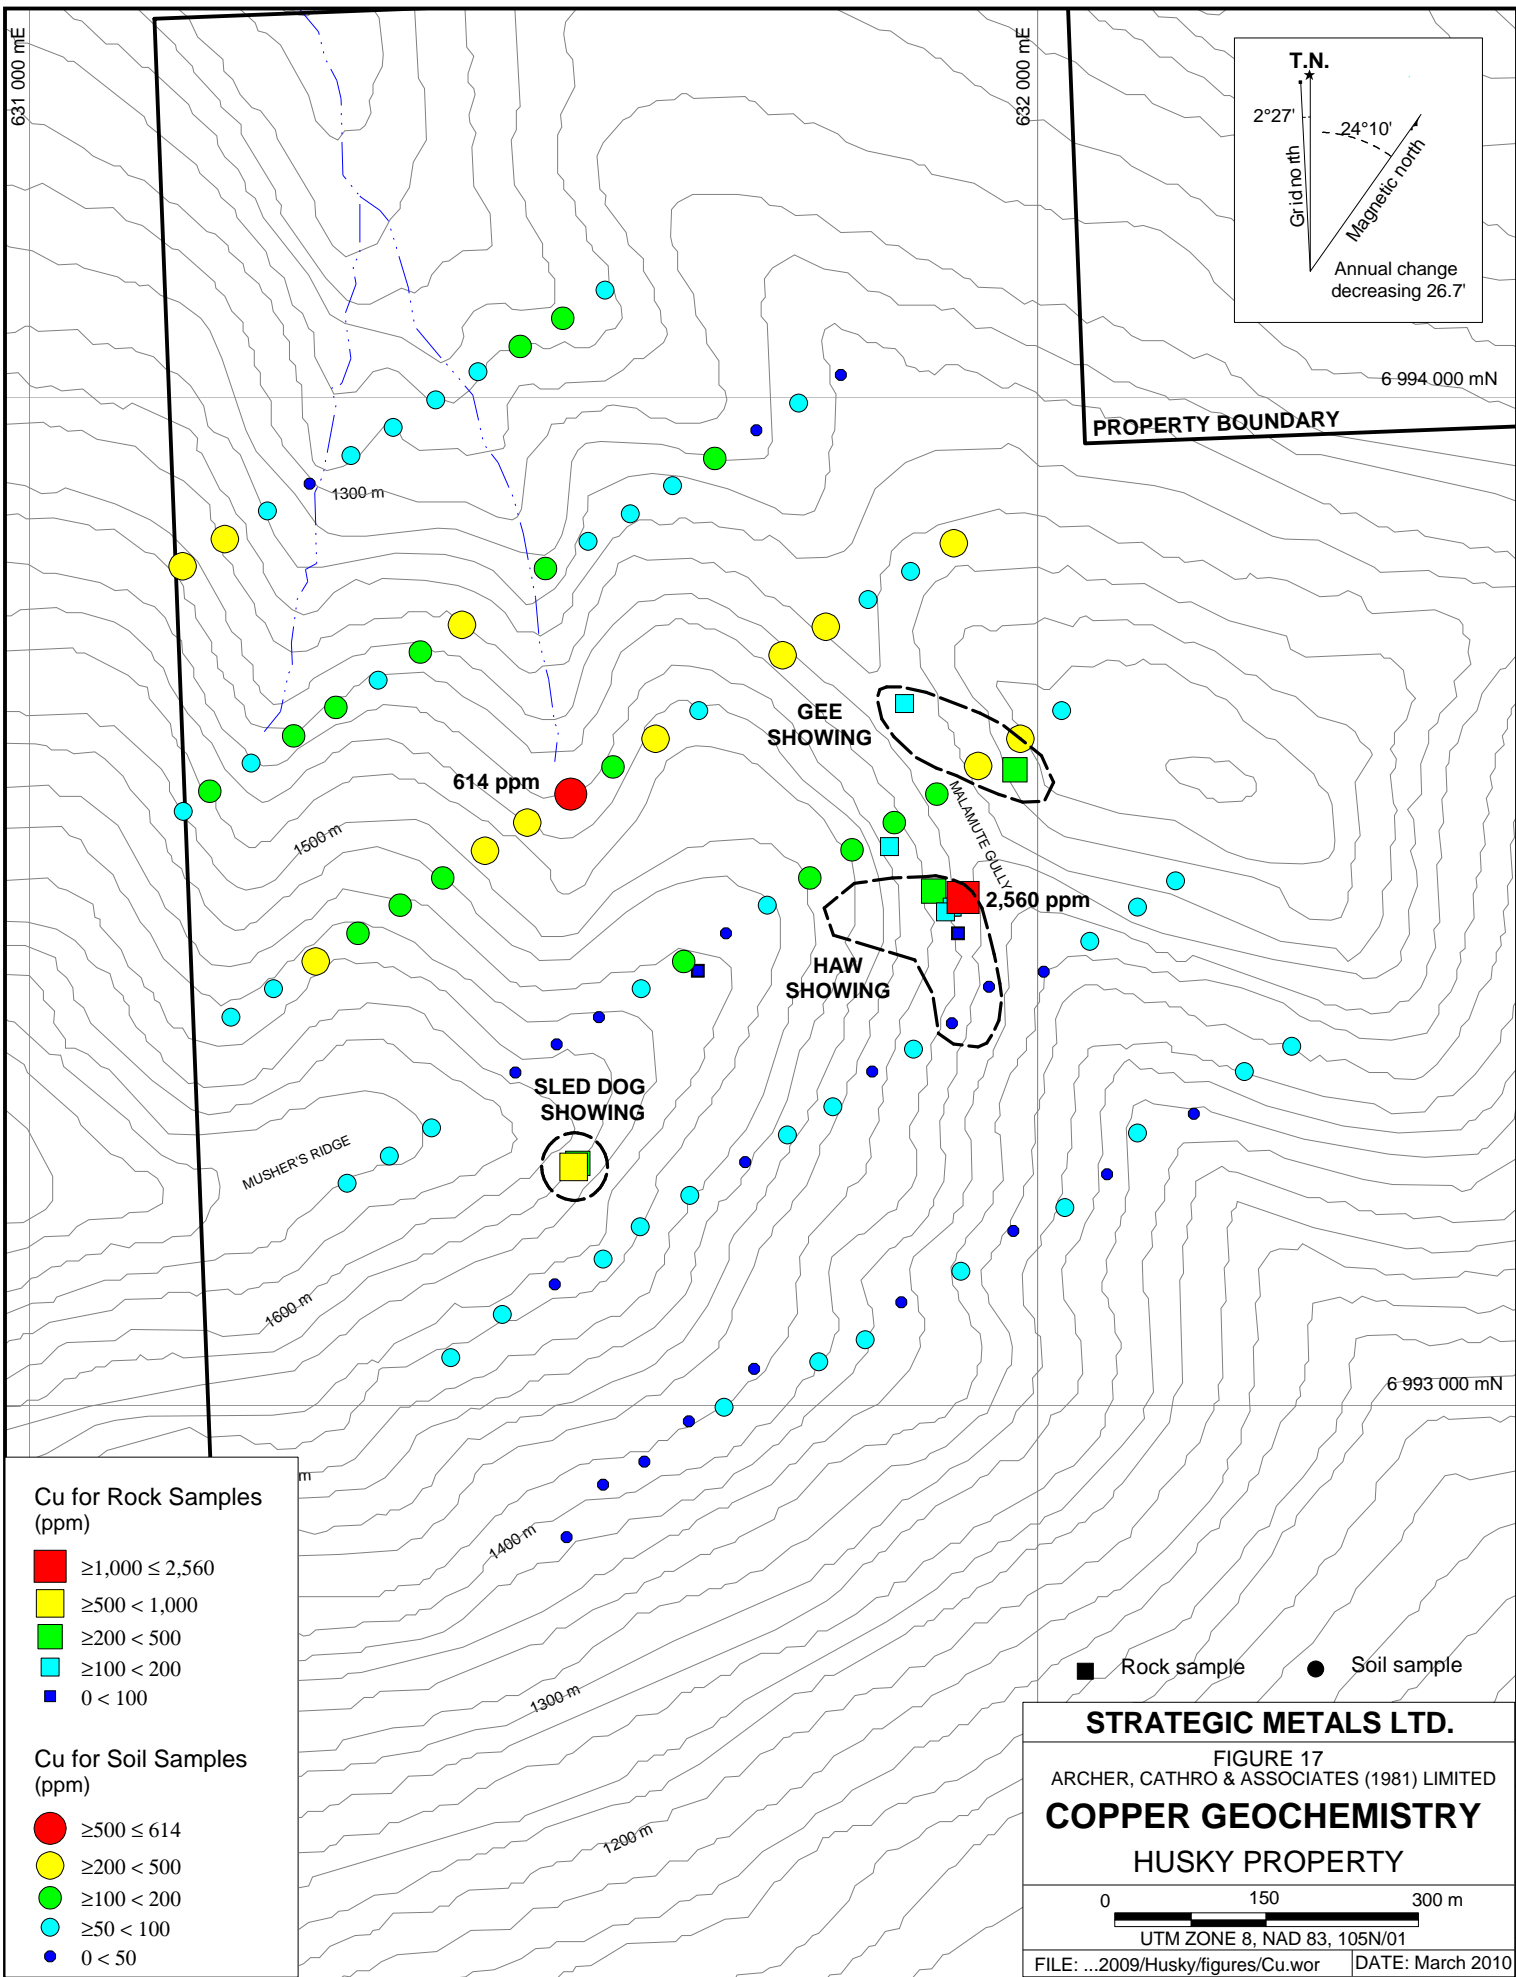 631 000 mE
632 000 mE
T.N.
2°27'
24°10'
Grid north
Magnetic north
Annual change
decreasing 26.7'
6 994 000 mN
PROPERTY BOUNDARY
1300 m
GEE
SHOWING
614 ppm
MALAMUTE GULLY
1500 m
2,560 ppm
HAW
SHOWING
SLED DOG
SHOWING
MUSHER'S RIDGE
1600 m
6 993 000 mN
m
1400 m
1300 m
1200 m
Cu for Rock Samples
(ppm)
≥1,000 ≤ 2,560
≥500 < 1,000
≥200 < 500
≥100 < 200
0 < 100
Cu for Soil Samples
(ppm)
≥500 ≤ 614
≥200 < 500
≥100 < 200
≥50 < 100
0 < 50
Rock sample
Soil sample
STRATEGIC METALS LTD.
FIGURE 17
ARCHER, CATHRO & ASSOCIATES (1981) LIMITED
COPPER GEOCHEMISTRY
HUSKY PROPERTY
0 150 300 m
UTM ZONE 8, NAD 83, 105N/01
FILE: ...2009/Husky/figures/Cu.wor
DATE: March 2010